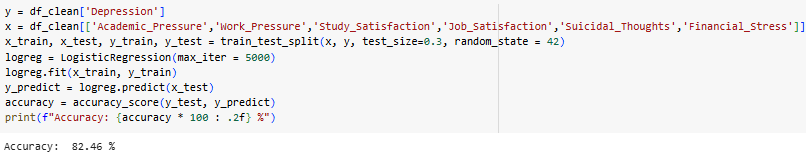 y = df_clean['Depression']
x = df_clean[['Academic_Pressure','Work_Pressure','Study_Satisfaction','Job_Satisfaction','Suicidal_Thoughts','Financial_Stress']]
x_train, x_test, y_train, y_test = train_test_split(x, y, test_size=0.3, random_state = 42)
logreg = LogisticRegression(max_iter = 5000)
logreg.fit(x_train, y_train)
y_predict = logreg.predict(x_test)
accuracy = accuracy_score(y_test, y_predict)
print(f"Accuracy: {accuracy * 100 : .2f} %")
Accuracy:  82.46 %